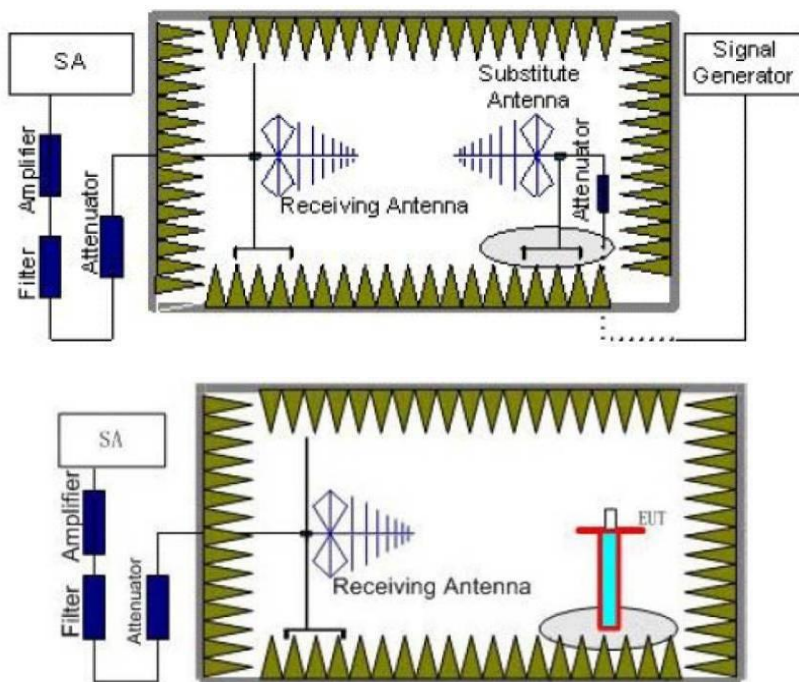 SA
Amplifier
Filter
Attenuator
Receiving Antenna
Substitute
Antenna
Attenuator
Signal
Generator
SA
Amplifier
Filter
Attenuator
Receiving Antenna
EUT